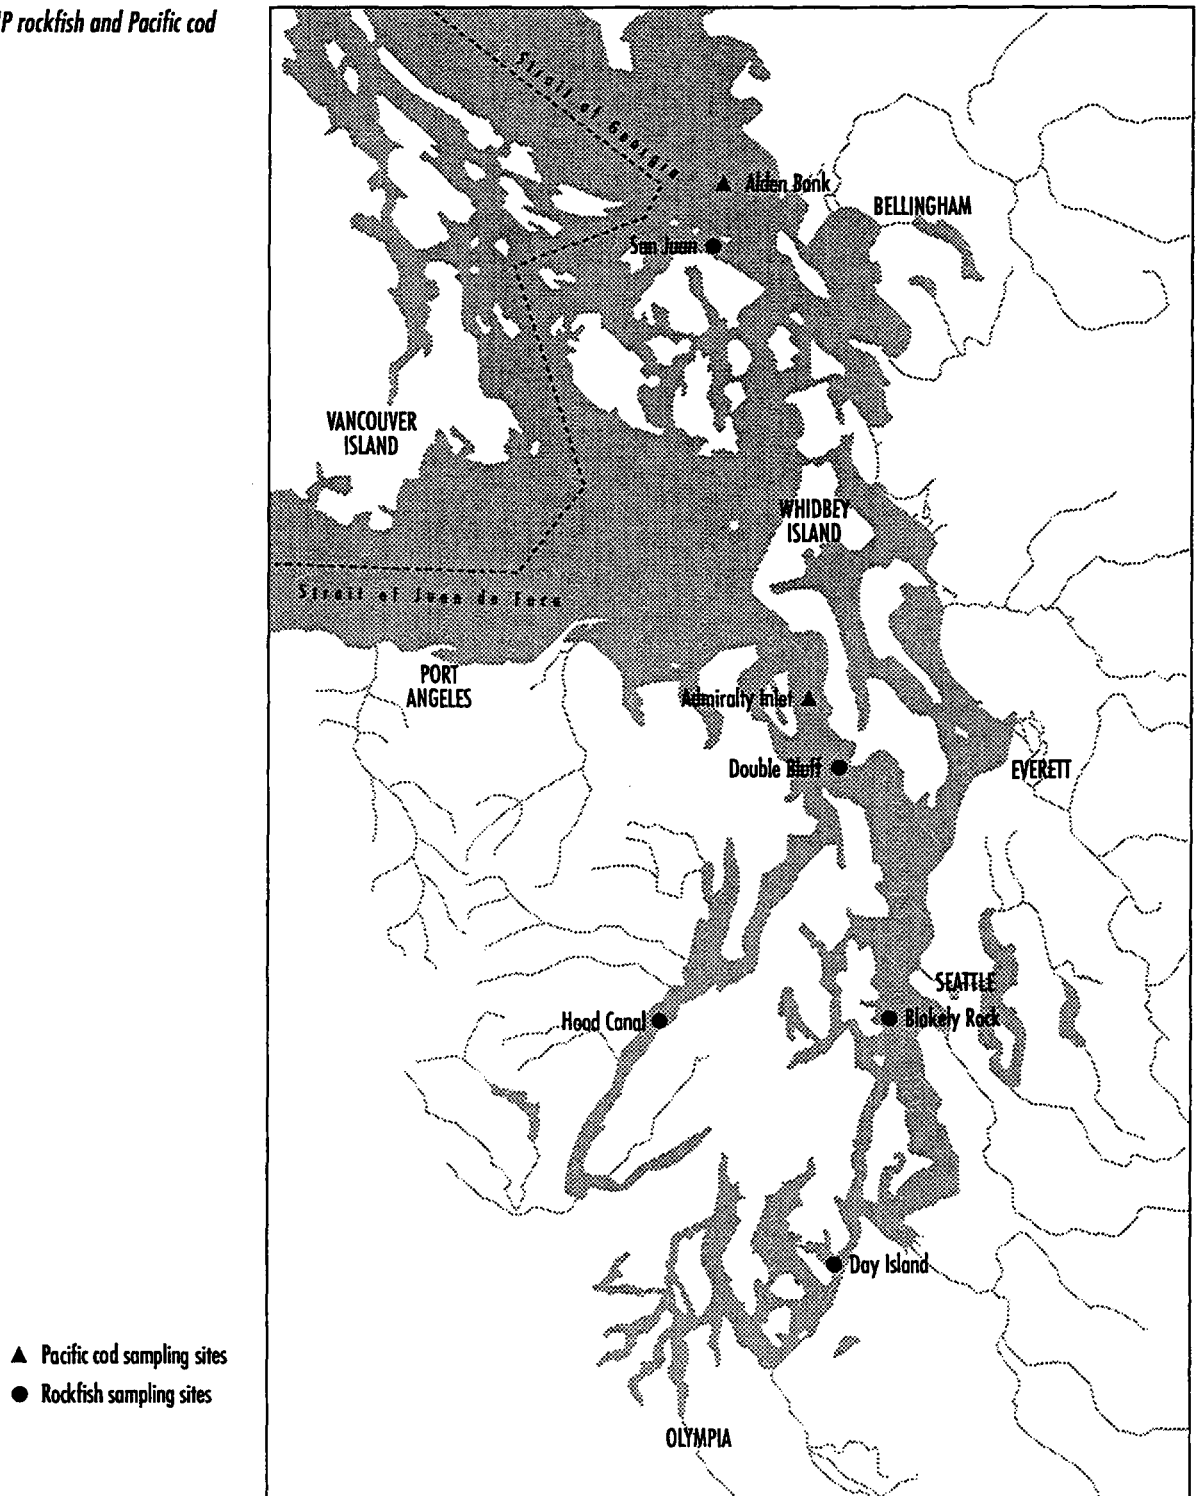 P rockfish and Pacific cod
Strait of Georgia
Alden Bank
BELLINGHAM
San Juan
VANCOUVER
ISLAND
WHIDBEY
ISLAND
Strait of Juan de Fuca
PORT
ANGELES
Admiralty Inlet
Double Bluff
EVERETT
SEATTLE
Hood Canal
Blakely Rock
Day Island
Pacific cod sampling sites
Rockfish sampling sites
OLYMPIA